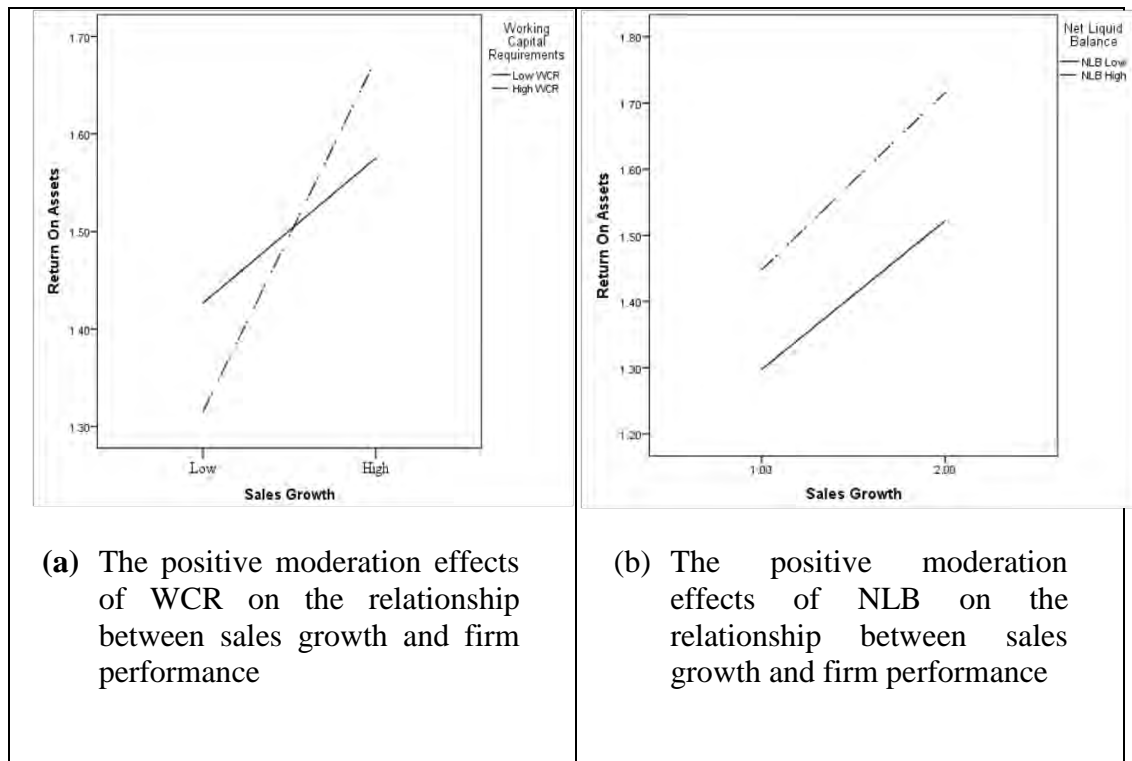 1.70
1.60
1.50
1.40
1.30
Return On Assets
Low
High
Sales Growth
Working
Capital
Requirements
Low WCR
High WCR
1.80
1.70
1.60
1.50
1.40
1.30
1.20
Return On Assets
1.00
2.00
Sales Growth
Net Liquid
Balance
NLB Low
NLB High
(a) The positive moderation effects
of WCR on the relationship
between sales growth and firm
performance
(b) The positive moderation
effects of NLB on the
relationship between sales
growth and firm performance